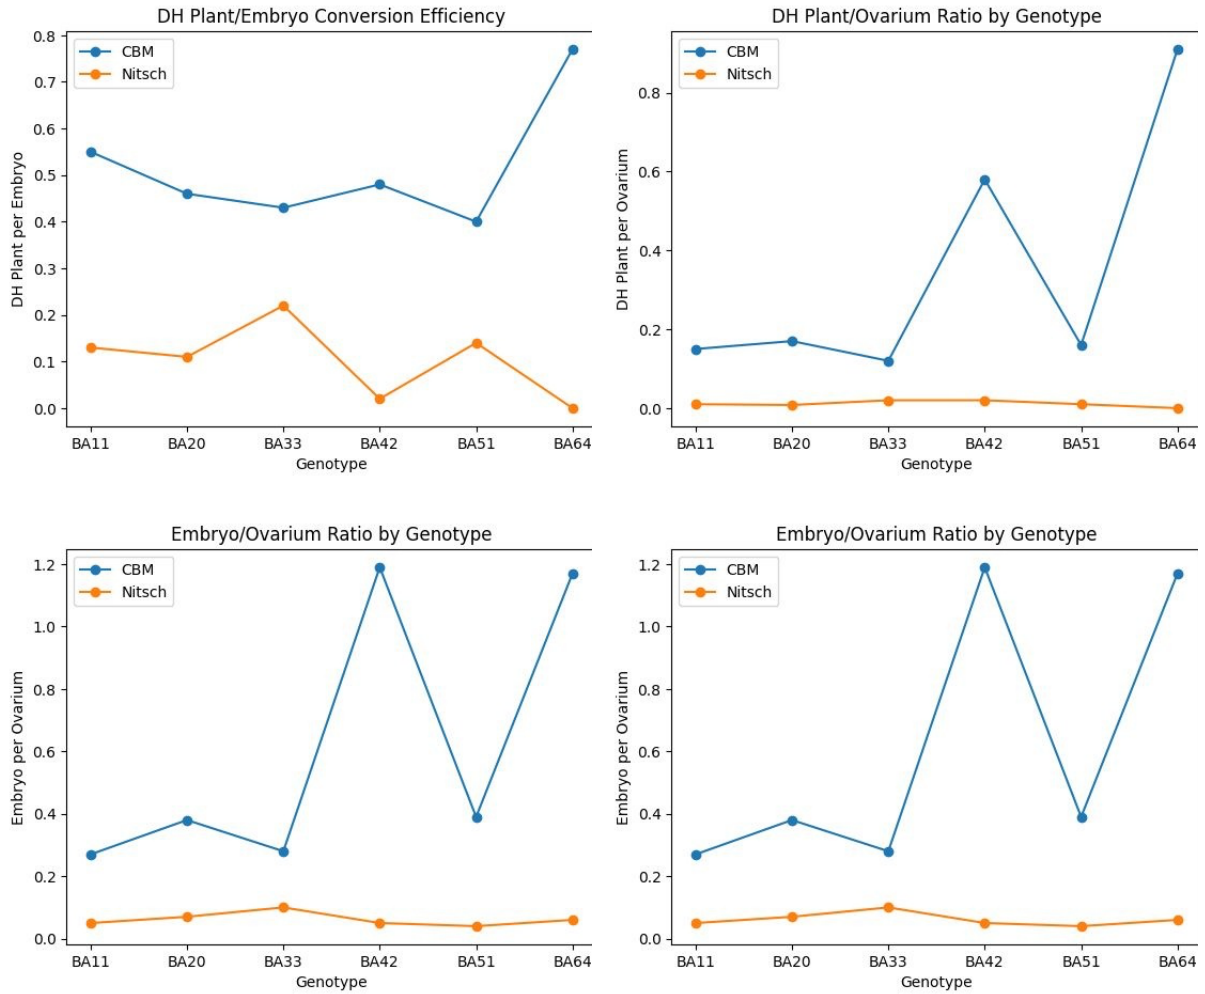 DH Plant/Embryo Conversion Efficiency
CBM
Nitsch
0.8
0.7
0.6
0.5
0.4
0.3
0.2
0.1
0.0
DH Plant per Embryo
BA11 BA20 BA33 BA42 BA51 BA64
Genotype
DH Plant/Ovarium Ratio by Genotype
CBM
Nitsch
0.8
0.6
0.4
0.2
0.0
DH Plant per Ovarium
BA11 BA20 BA33 BA42 BA51 BA64
Genotype
Embryo/Ovarium Ratio by Genotype
CBM
Nitsch
1.2
1.0
0.8
0.6
0.4
0.2
0.0
Embryo per Ovarium
BA11 BA20 BA33 BA42 BA51 BA64
Genotype
Embryo/Ovarium Ratio by Genotype
CBM
Nitsch
1.2
1.0
0.8
0.6
0.4
0.2
0.0
Embryo per Ovarium
BA11 BA20 BA33 BA42 BA51 BA64
Genotype